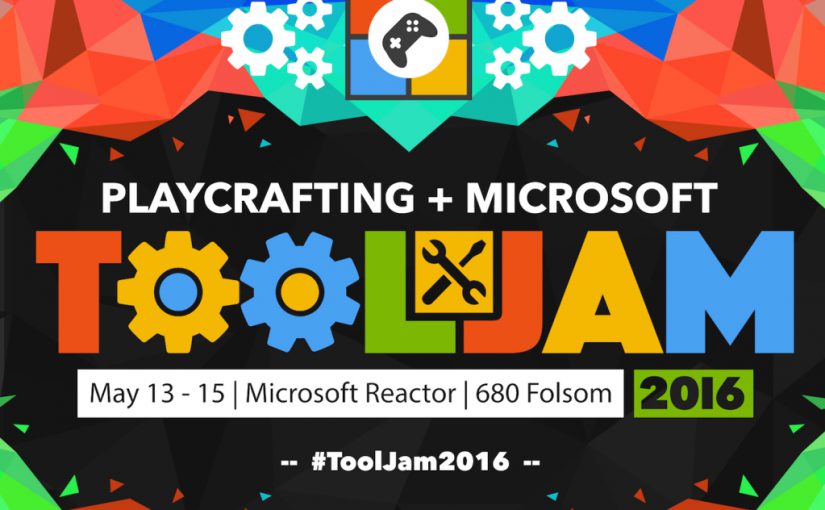 PLAYCRAFTING + MICROSOFT
TOOLJAM
May 13 - 15 | Microsoft Reactor | 680 Folsom 2016
-- #ToolJam2016 --